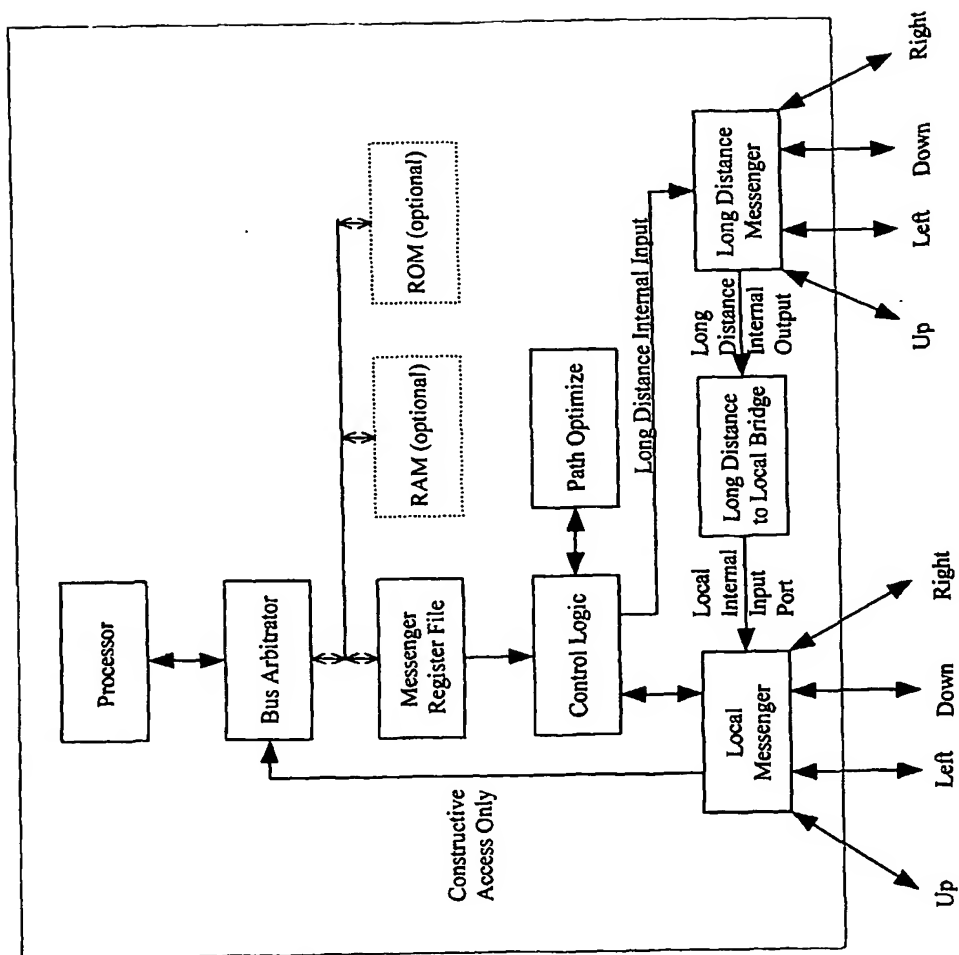 Processor
Bus Arbitrator
ROM (optional)
RAM (optional)
Messenger
Register File
Path Optimize
Control Logic
Constructive
Access Only
Long Distance Internal Input
Long Distance
Messenger
Long
Distance
Internal
Output
Long Distance
to Local Bridge
Local
Internal
Input
Port
Local
Messenger
Up
Left
Down
Right
Up
Left
Down
Right